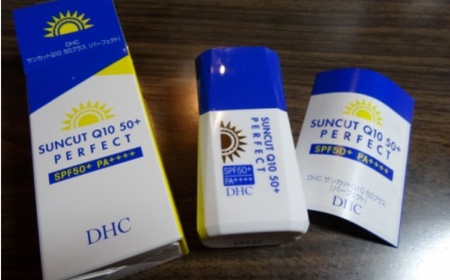 DHC
サンカットQ10 50プラス(パーフェクト)
SUNCUT Q10 50+
PERFECT
SPF50+ PA++++
DHC
SUNCUT Q10 50+
PERFECT
SPF50+
PA++++
DHC
SUNCUT Q10 50+
PERFECT
SPF50+ PA++++
DHC サンカットQ10 50プラス
(パーフェクト)